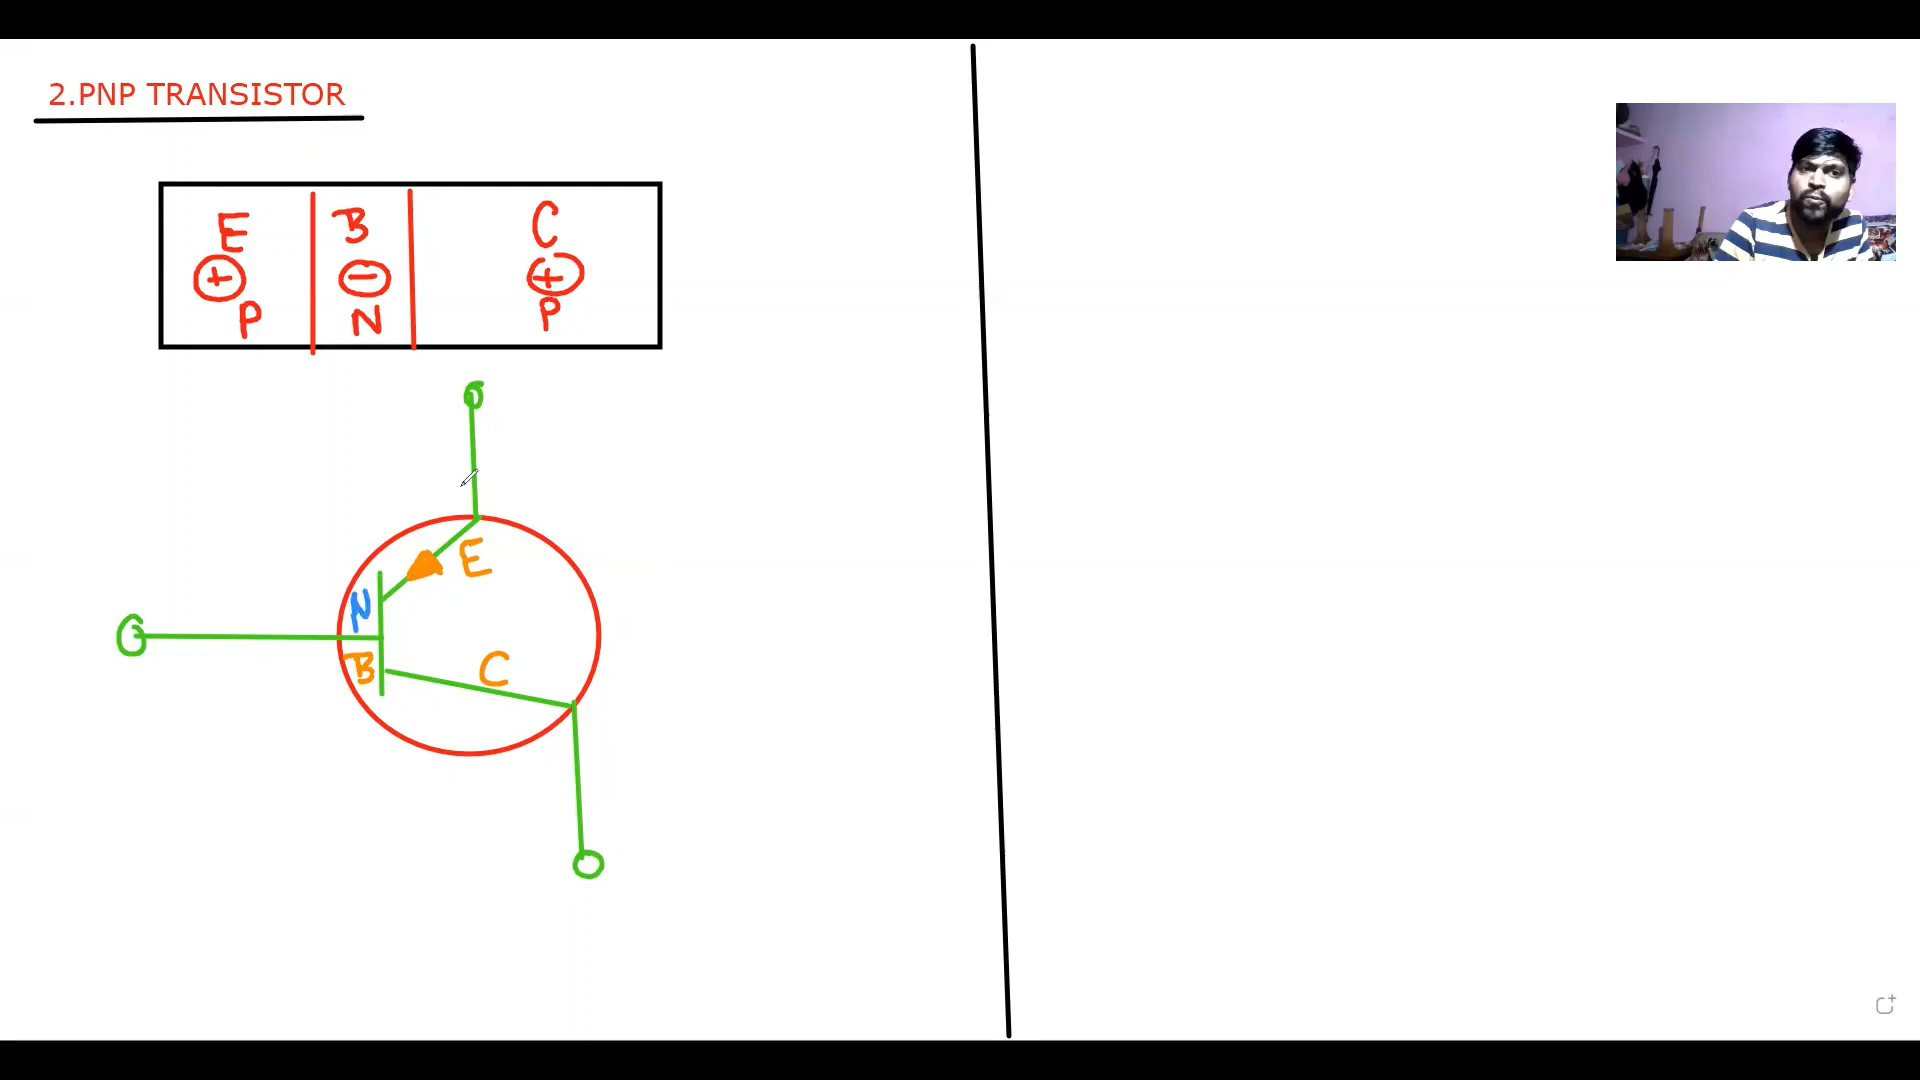 2.PNP TRANSISTOR
E B C
+ − +
P N P
E
N
B C